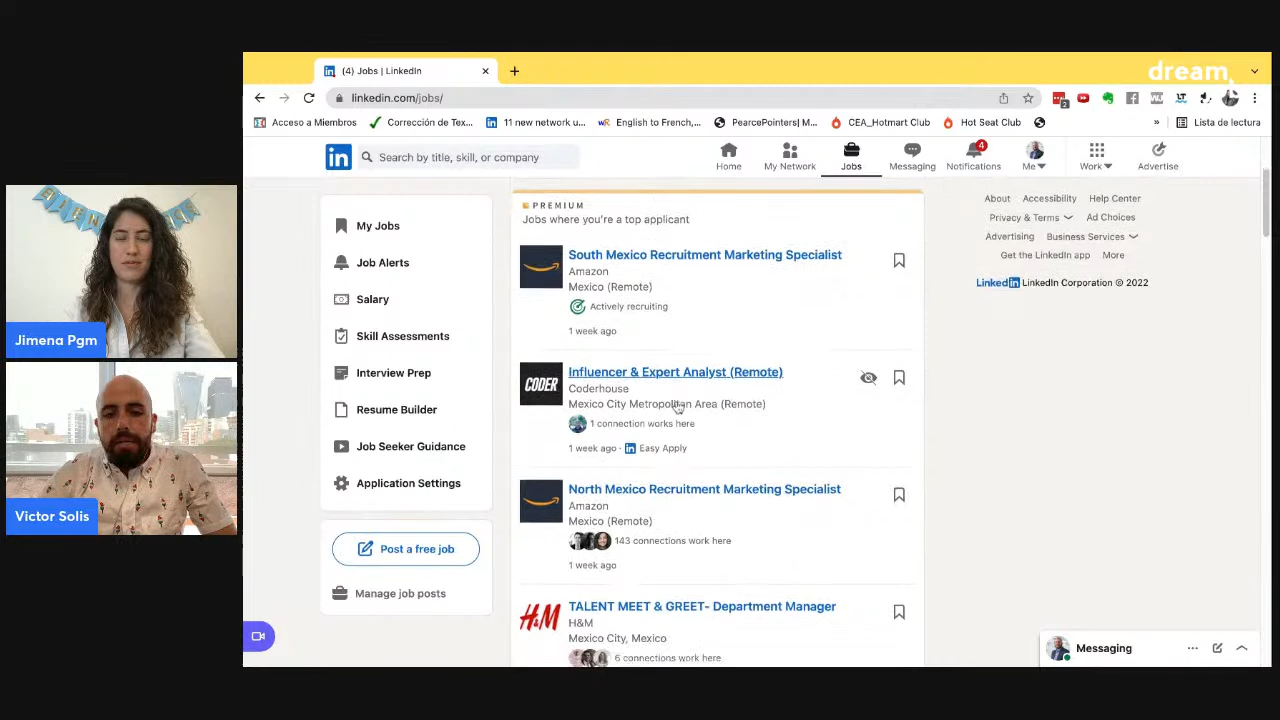 dream
(4) Jobs | LinkedIn
linkedin.com/jobs/
Acceso a Miembros
Corrección de Tex...
11 new network u...
English to French,...
PearcePointers| M...
CEA_Hotmart Club
Hot Seat Club
»
Lista de lectura
in
Search by title, skill, or company
Home
My Network
Jobs
Messaging
4
Notifications
Me
Work
Advertise
My Jobs
Job Alerts
Salary
Skill Assessments
Interview Prep
Resume Builder
Job Seeker Guidance
Application Settings
Post a free job
Manage job posts
PREMIUM
Jobs where you're a top applicant
South Mexico Recruitment Marketing Specialist
Amazon
Mexico (Remote)
Actively recruiting
1 week ago
CODER
Influencer & Expert Analyst (Remote)
Coderhouse
Mexico City Metropolitan Area (Remote)
1 connection works here
1 week ago · in Easy Apply
North Mexico Recruitment Marketing Specialist
Amazon
Mexico (Remote)
143 connections work here
1 week ago
H&M
TALENT MEET & GREET- Department Manager
H&M
Mexico City, Mexico
6 connections work here
About Accessibility Help Center
Privacy & Terms Ad Choices
Advertising Business Services
Get the LinkedIn app More
LinkedIn LinkedIn Corporation © 2022
Messaging
Jimena Pgm
Victor Solis